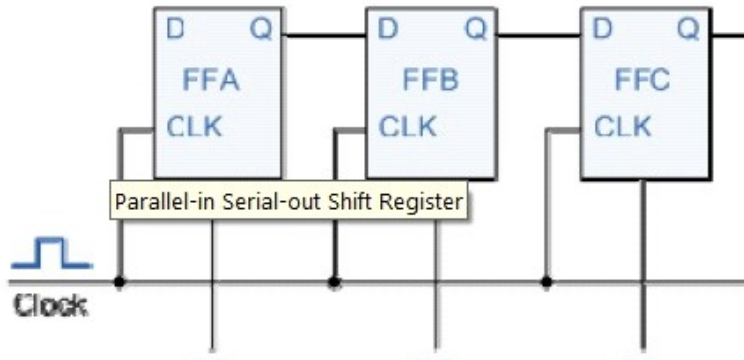 D Q D Q D Q
FFA FFB FFC
CLK CLK CLK
Parallel-in Serial-out Shift Register
Clock